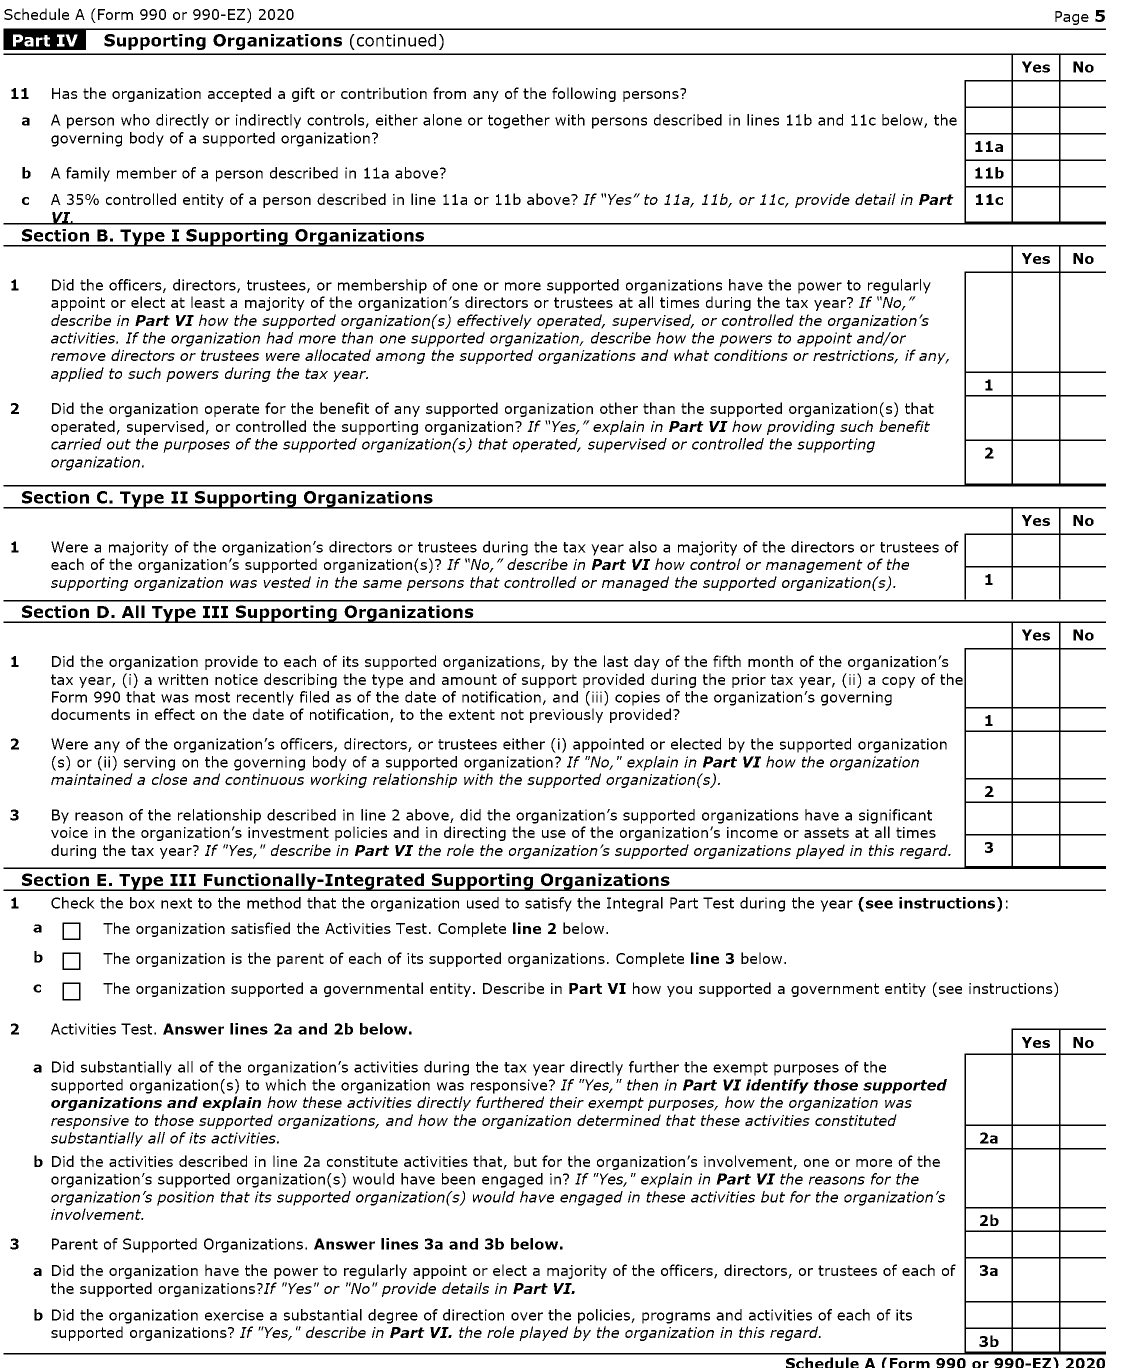 Schedule A (Form 990 or 990-EZ) 2020 Page 5
Part IV Supporting Organizations (continued)
Yes No
11 Has the organization accepted a gift or contribution from any of the following persons?
a A person who directly or indirectly controls, either alone or together with persons described in lines 11b and 11c below, the
governing body of a supported organization?
11a
b A family member of a person described in 11a above? 11b
c A 35% controlled entity of a person described in line 11a or 11b above? If “Yes” to 11a, 11b, or 11c, provide detail in Part 11c
VI.
Section B. Type I Supporting Organizations
Yes No
1 Did the officers, directors, trustees, or membership of one or more supported organizations have the power to regularly
appoint or elect at least a majority of the organization’s directors or trustees at all times during the tax year? If “No,”
describe in Part VI how the supported organization(s) effectively operated, supervised, or controlled the organization’s
activities. If the organization had more than one supported organization, describe how the powers to appoint and/or
remove directors or trustees were allocated among the supported organizations and what conditions or restrictions, if any,
applied to such powers during the tax year.
1
2 Did the organization operate for the benefit of any supported organization other than the supported organization(s) that
operated, supervised, or controlled the supporting organization? If “Yes,” explain in Part VI how providing such benefit
carried out the purposes of the supported organization(s) that operated, supervised or controlled the supporting
organization.
2
Section C. Type II Supporting Organizations
Yes No
1 Were a majority of the organization’s directors or trustees during the tax year also a majority of the directors or trustees of
each of the organization’s supported organization(s)? If “No,” describe in Part VI how control or management of the
supporting organization was vested in the same persons that controlled or managed the supported organization(s). 1
Section D. All Type III Supporting Organizations
Yes No
1 Did the organization provide to each of its supported organizations, by the last day of the fifth month of the organization’s
tax year, (i) a written notice describing the type and amount of support provided during the prior tax year, (ii) a copy of the
Form 990 that was most recently filed as of the date of notification, and (iii) copies of the organization’s governing
documents in effect on the date of notification, to the extent not previously provided? 1
2 Were any of the organization’s officers, directors, or trustees either (i) appointed or elected by the supported organization
(s) or (ii) serving on the governing body of a supported organization? If "No," explain in Part VI how the organization
maintained a close and continuous working relationship with the supported organization(s).
2
3 By reason of the relationship described in line 2 above, did the organization’s supported organizations have a significant
voice in the organization’s investment policies and in directing the use of the organization’s income or assets at all times
during the tax year? If "Yes," describe in Part VI the role the organization’s supported organizations played in this regard. 3
Section E. Type III Functionally-Integrated Supporting Organizations
1 Check the box next to the method that the organization used to satisfy the Integral Part Test during the year (see instructions):
a The organization satisfied the Activities Test. Complete line 2 below.
b The organization is the parent of each of its supported organizations. Complete line 3 below.
c The organization supported a governmental entity. Describe in Part VI how you supported a government entity (see instructions)
2 Activities Test. Answer lines 2a and 2b below.
Yes No
a Did substantially all of the organization’s activities during the tax year directly further the exempt purposes of the
supported organization(s) to which the organization was responsive? If "Yes," then in Part VI identify those supported
organizations and explain how these activities directly furthered their exempt purposes, how the organization was
responsive to those supported organizations, and how the organization determined that these activities constituted
substantially all of its activities. 2a
b Did the activities described in line 2a constitute activities that, but for the organization’s involvement, one or more of the
organization’s supported organization(s) would have been engaged in? If "Yes," explain in Part VI the reasons for the
organization’s position that its supported organization(s) would have engaged in these activities but for the organization’s
involvement. 2b
3 Parent of Supported Organizations. Answer lines 3a and 3b below.
a Did the organization have the power to regularly appoint or elect a majority of the officers, directors, or trustees of each of 3a
the supported organizations?If "Yes" or "No" provide details in Part VI.
b Did the organization exercise a substantial degree of direction over the policies, programs and activities of each of its
supported organizations? If "Yes," describe in Part VI. the role played by the organization in this regard. 3b
Schedule A (Form 990 or 990-EZ) 2020